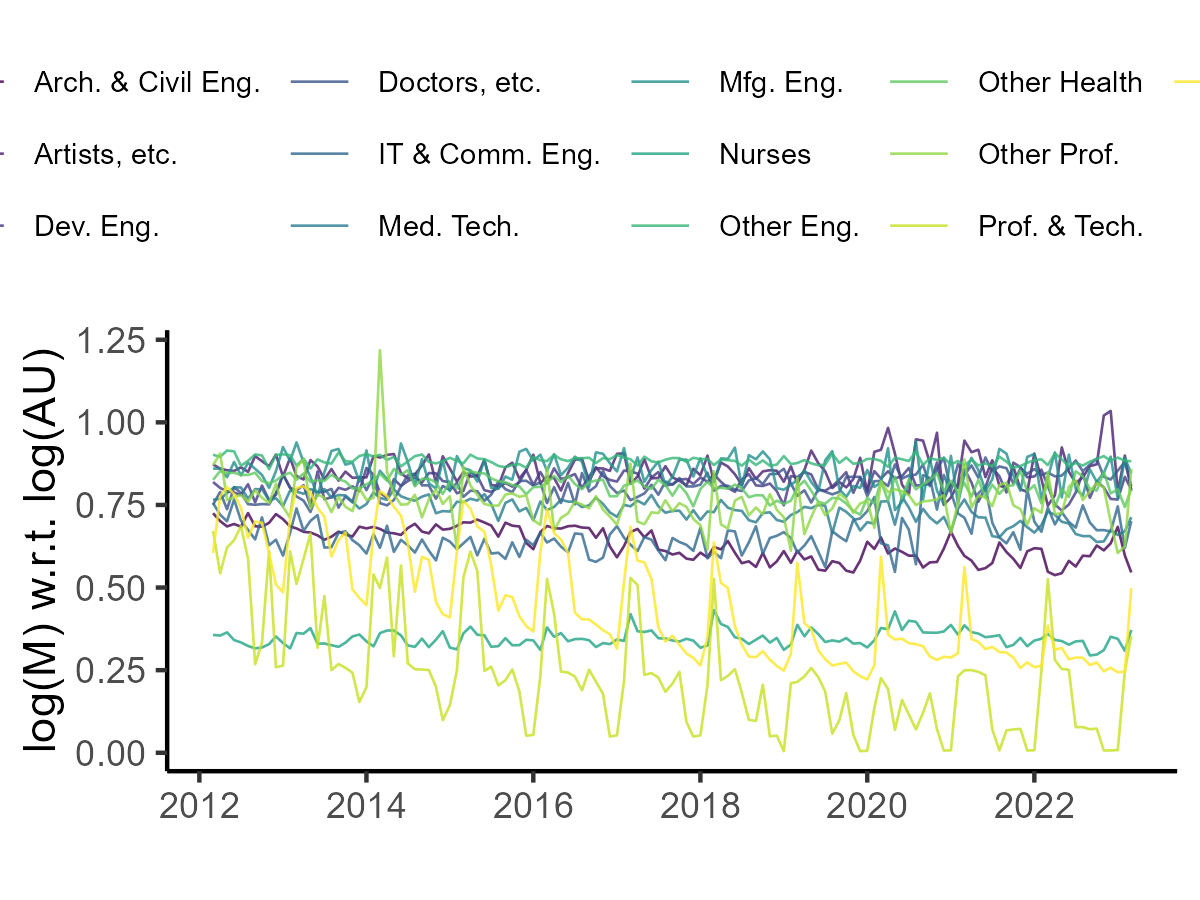 Arch. & Civil Eng. Doctors, etc. Mfg. Eng. Other Health
Artists, etc. IT & Comm. Eng. Nurses Other Prof.
Dev. Eng. Med. Tech. Other Eng. Prof. & Tech.
log(M) w.r.t. log(AU)
1.25
1.00
0.75
0.50
0.25
0.00
2012 2014 2016 2018 2020 2022